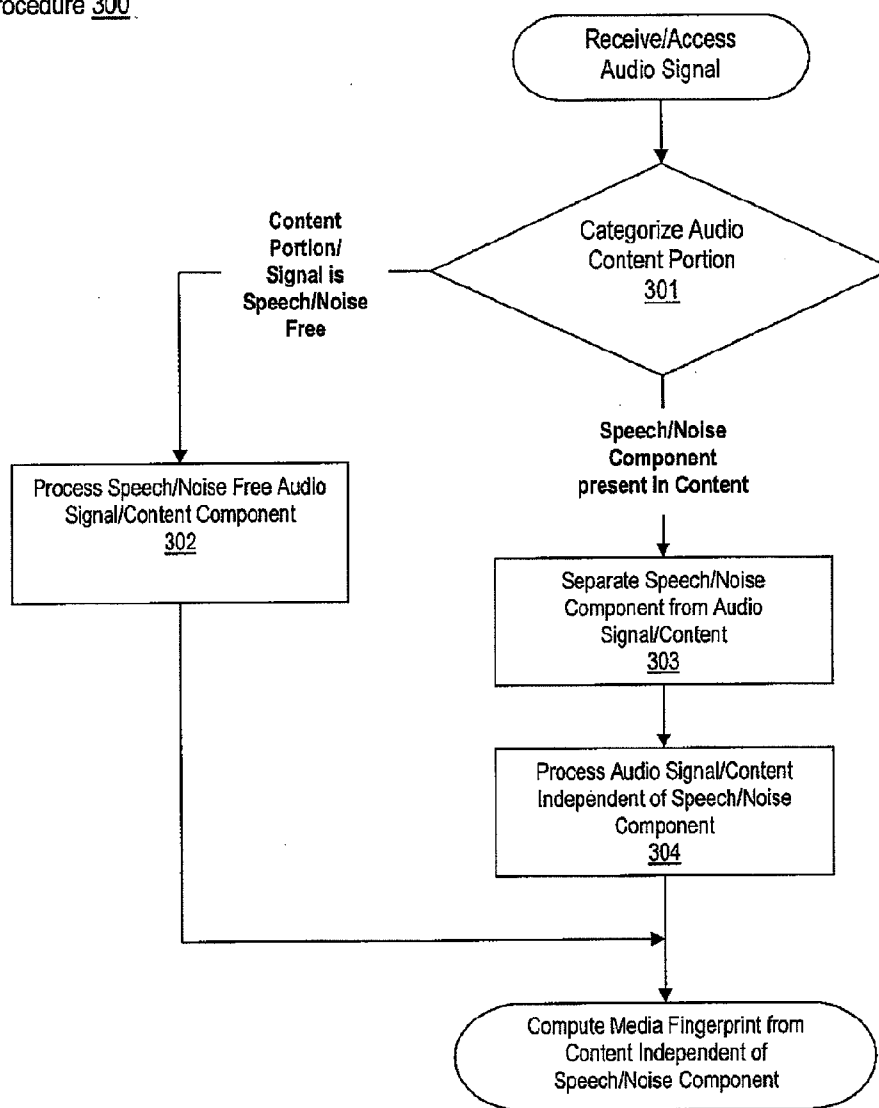 rocedure 300
Receive/Access
Audio Signal
Categorize Audio
Content Portion
301
Content
Portion/
Signal is
Speech/Noise
Free
Speech/Noise
Component
present in Content
Process Speech/Noise Free Audio
Signal/Content Component
302
Separate Speech/Noise
Component from Audio
Signal/Content
303
Process Audio Signal/Content
Independent of Speech/Noise
Component
304
Compute Media Fingerprint from
Content Independent of
Speech/Noise Component